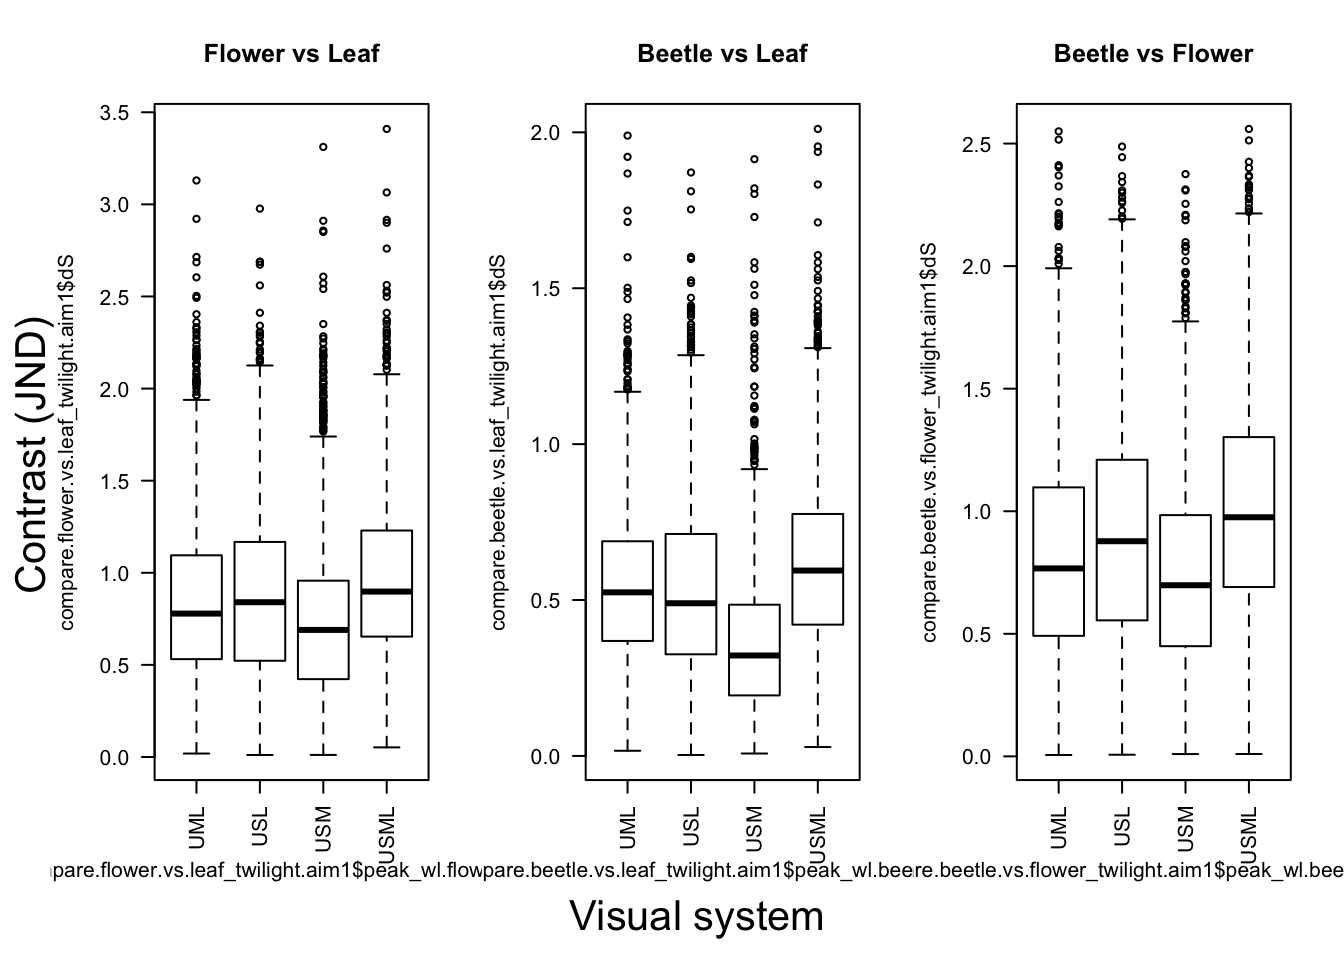 Flower vs Leaf
Beetle vs Leaf
Beetle vs Flower
Contrast (JND)
compare.flower.vs.leaf_twilight.aim1$dS
3.5
3.0
2.5
2.0
1.5
1.0
0.5
0.0
UML
USL
USM
USML
compare.beetle.vs.leaf_twilight.aim1$dS
2.0
1.5
1.0
0.5
0.0
UML
USL
USM
USML
compare.beetle.vs.flower_twilight.aim1$dS
2.5
2.0
1.5
1.0
0.5
0.0
UML
USL
USM
USML
pare.flower.vs.leaf_twilight.aim1$peak_wl.flowpare.beetle.vs.leaf_twilight.aim1$peak_wl.beere.beetle.vs.flower_twilight.aim1$peak_wl.bee
Visual system